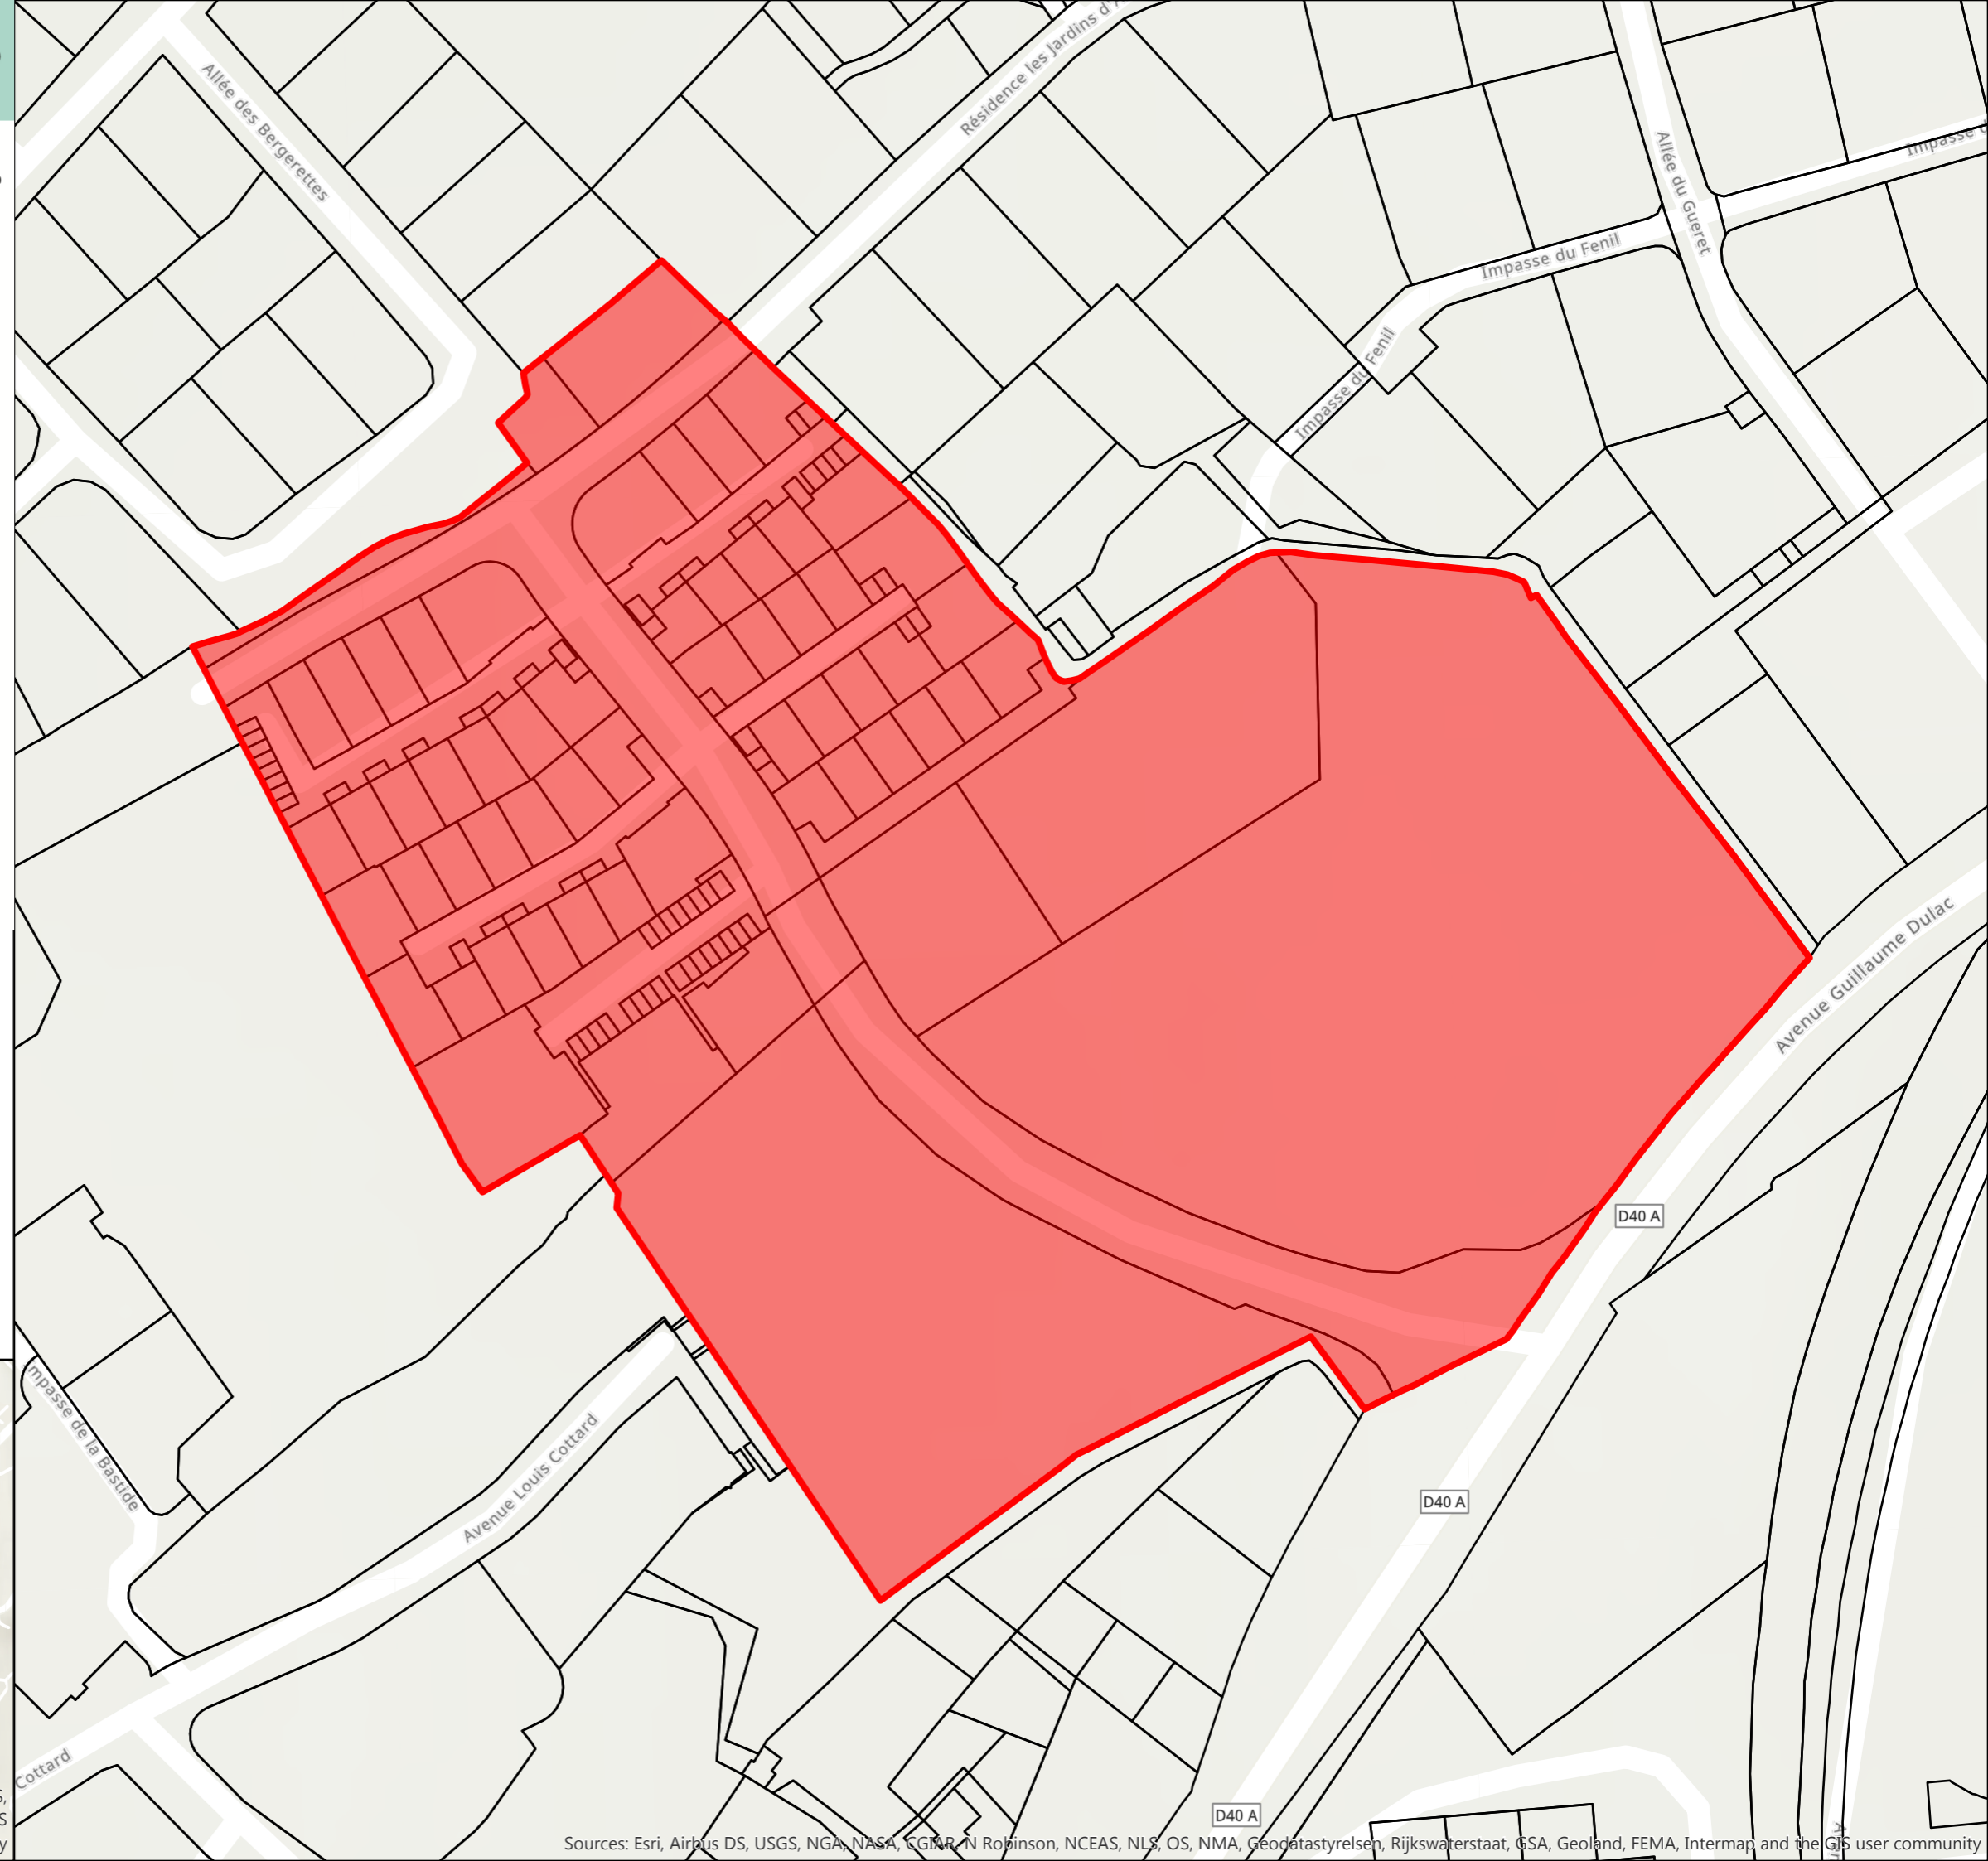 Résidence les Jardins d'A
Allée des Bergerettes
Allée du Gueret
Impasse d
Impasse du Fenil
Impasse du Fenil
Avenue Guillaume Dulac
D40 A
Impasse de la Bastide
Avenue Louis Cottard
D40 A
Cottard
D40 A
Sources: Esri, Airbus DS, USGS, NGA, NASA, CGIAR, N Robinson, NCEAS, NLS, OS, NMA, Geodatastyrelsen, Rijkswaterstaat, GSA, Geoland, FEMA, Intermap and the GIS user community